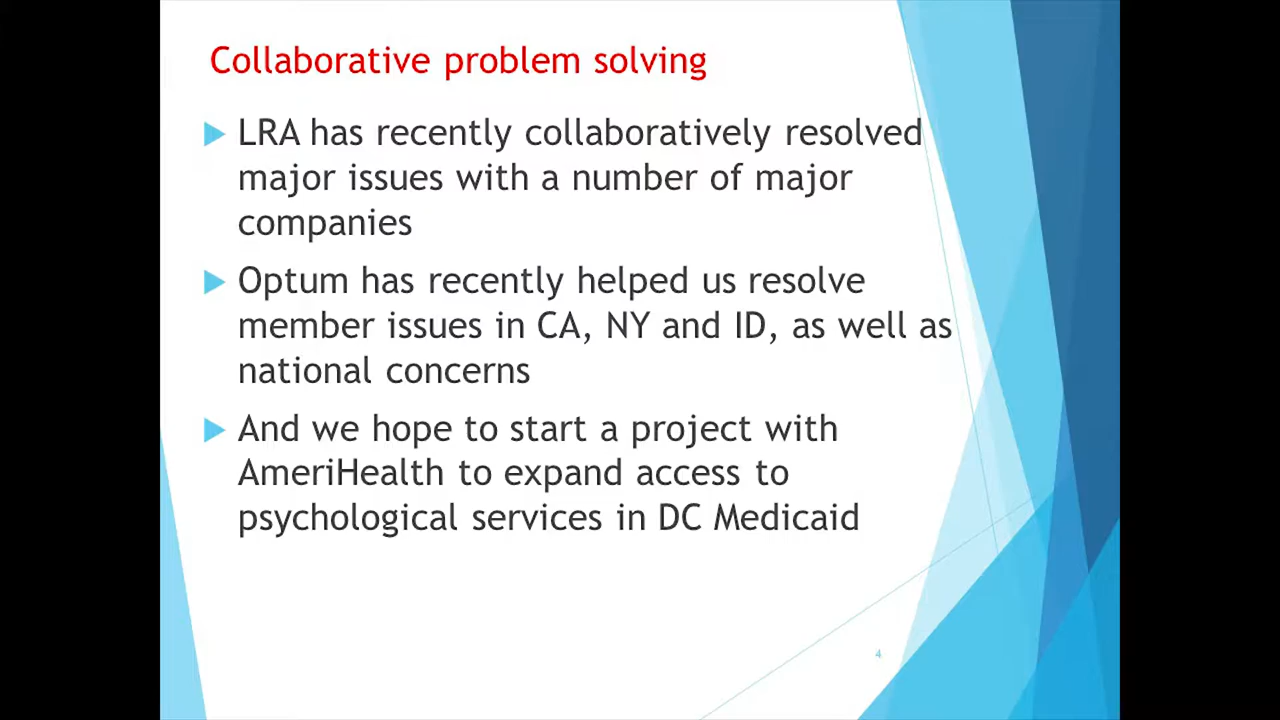 Collaborative problem solving
LRA has recently collaboratively resolved
major issues with a number of major
companies
Optum has recently helped us resolve
member issues in CA, NY and ID, as well as
national concerns
And we hope to start a project with
AmeriHealth to expand access to
psychological services in DC Medicaid
4